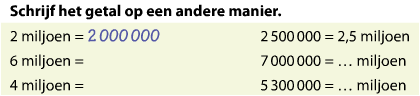 Schrijf het getal op een andere manier.
2 miljoen = 2 000 000 2 500 000 = 2,5 miljoen
6 miljoen = 7 000 000 = ... miljoen
4 miljoen = 5 300 000 = ... miljoen